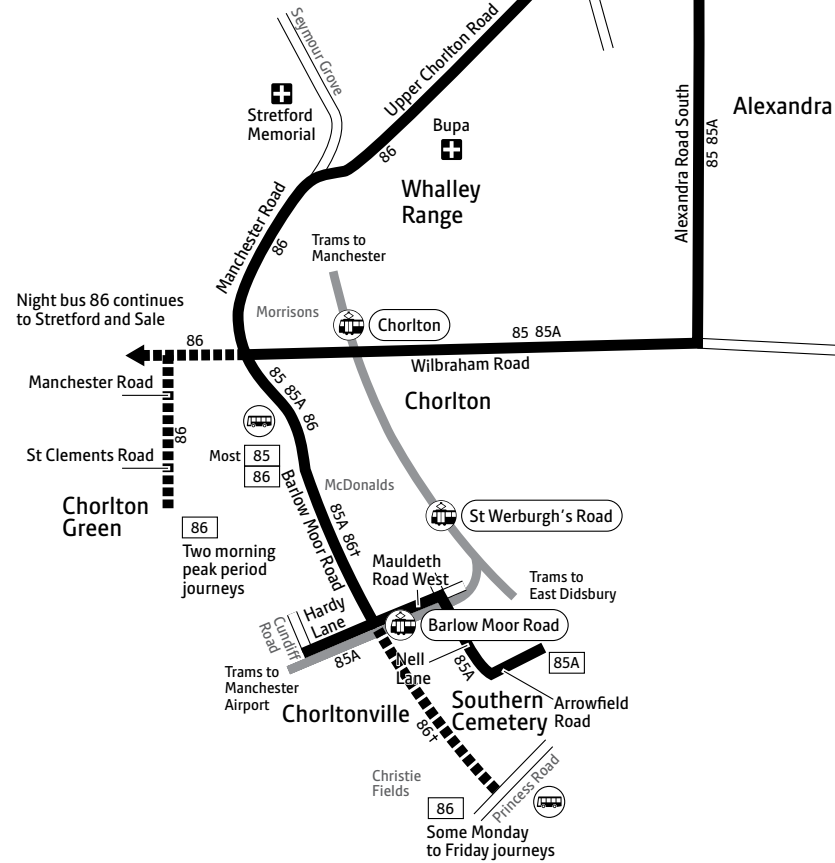 Seymour Grove
Upper Chorlton Road
Stretford
Memorial
Bupa
86
Whalley
Range
Alexandra Road South
85 85A
Alexandra
Manchester Road
86
Trams to
Manchester
Night bus 86 continues
to Stretford and Sale
Morrisons
Chorlton
86
85 85A
Wilbraham Road
Manchester Road
Chorlton
85 85A 86
86
St Clements Road
Most 85
86
Chorlton
Green
McDonalds
Barlow Moor Road
85A 86†
St Werburgh's Road
86
Two morning
peak period
journeys
Mauldeth
Road West
Trams to
East Didsbury
Hardy
Lane
Cundiff
Road
Barlow Moor Road
85A
Nell
Lane
85A
85A
Trams to
Manchester
Airport
Chorltonville
Southern
Cemetery
Arrowfield
Road
86†
Christie
Fields
Princess Road
86
Some Monday
to Friday journeys